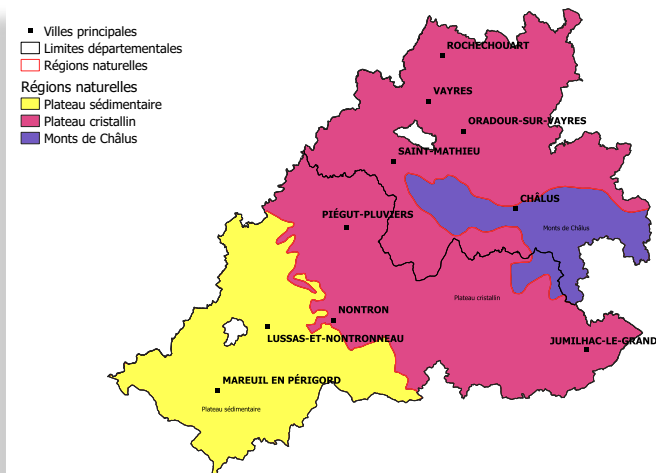 Villes principales
Limites départementales
Régions naturelles
Régions naturelles
Plateau sédimentaire
Plateau cristallin
Monts de Châlus
ROCHECHOUART
VAYRES
ORADOUR-SUR-VAYRES
SAINT-MATHIEU
CHÂLUS
PIÉGUT-PLUVIERS
Monts de Châlus
Plateau cristallin
NONTRON
LUSSAS-ET-NONTRONNEAU
JUMILHAC-LE-GRAND
MAREUIL EN PÉRIGORD
Plateau sédimentaire